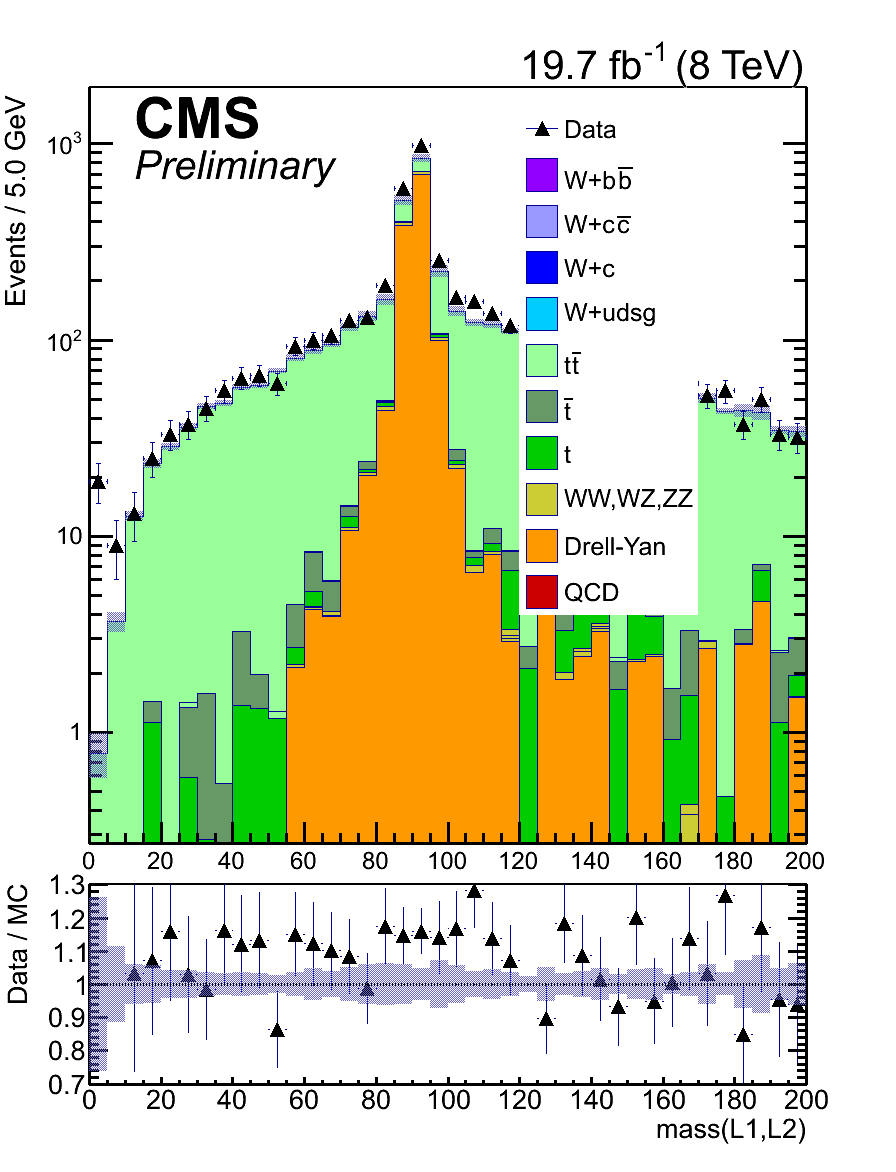 19.7 fb⁻¹ (8 TeV)
CMS
Preliminary
Events / 5.0 GeV
10³
10²
10
1
Data
W+bb̅
W+cc̅
W+c
W+udsg
tt̅
t̅
t
WW,WZ,ZZ
Drell-Yan
QCD
0 20 40 60 80 100 120 140 160 180 200
Data / MC
1.3
1.2
1.1
1
0.9
0.8
0.7
0 20 40 60 80 100 120 140 160 180 200
mass(L1,L2)